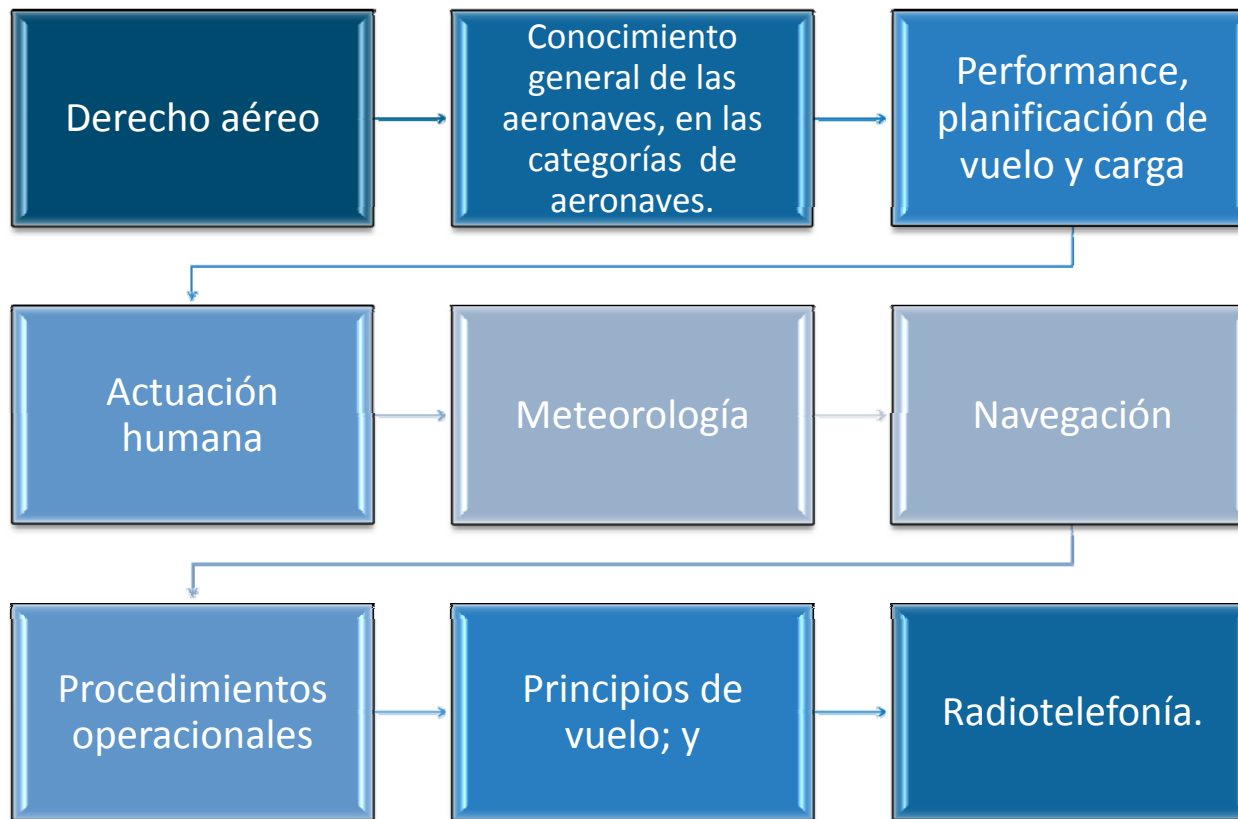 Derecho aéreo
Conocimiento
general de las
aeronaves, en las
categorías de
aeronaves.
Performance,
planificación de
vuelo y carga
Actuación
humana
Meteorología
Navegación
Procedimientos
operacionales
Principios de
vuelo; y
Radiotelefonía.